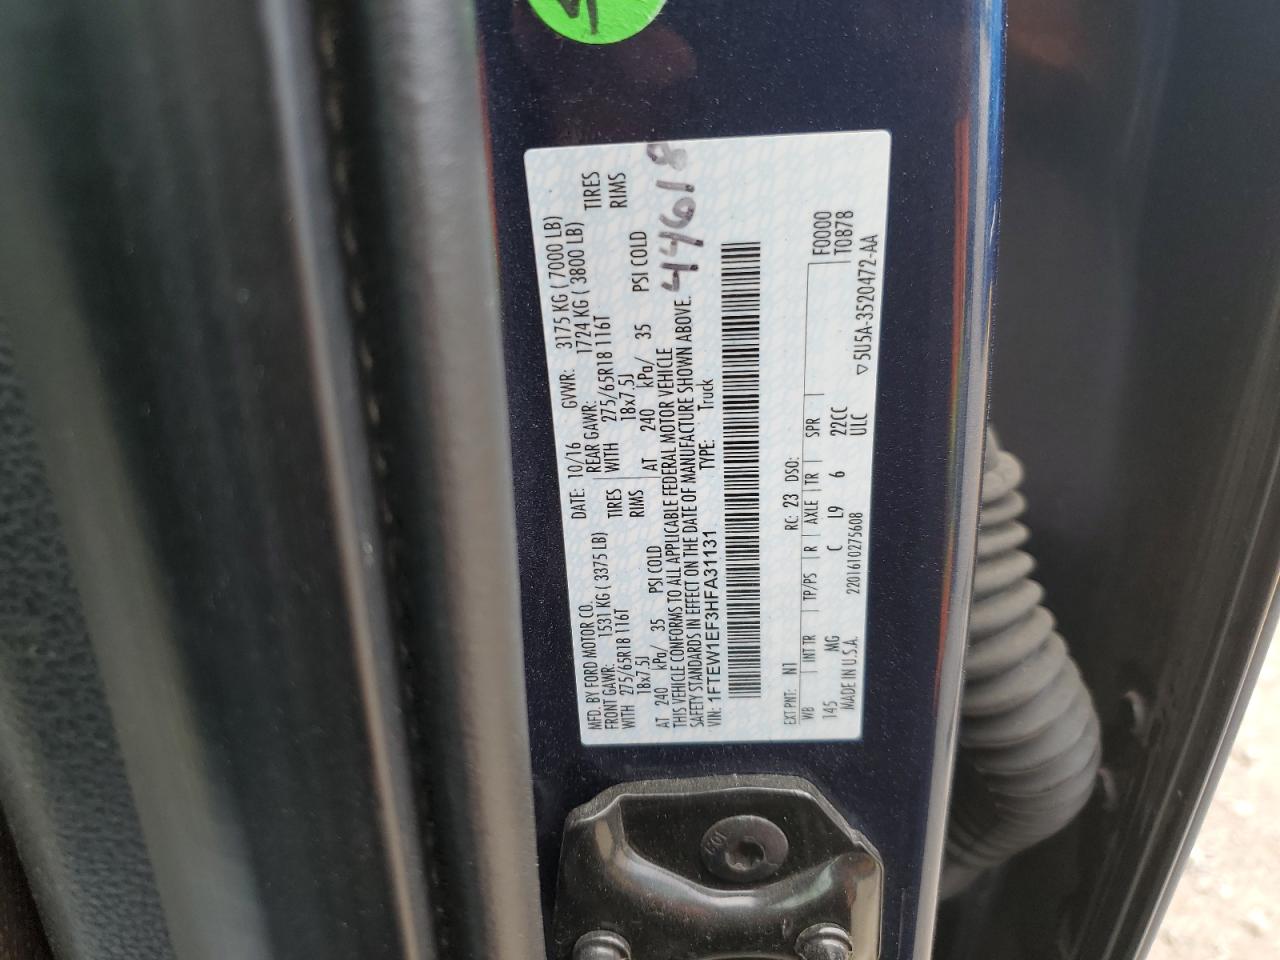 MFD. BY FORD MOTOR CO.
DATE: 10/16 GVWR: 3175 KG ( 7000 LB)
FRONT GAWR: 1531 KG ( 3375 LB) REAR GAWR: 1724 KG ( 3800 LB)
WITH 275/65R18 116T TIRES WITH 275/65R18 116T TIRES
18x7.5J RIMS 18x7.5J RIMS
AT 240 kPa/ 35 PSI COLD AT 240 kPa/ 35 PSI COLD
THIS VEHICLE CONFORMS TO ALL APPLICABLE FEDERAL MOTOR VEHICLE
SAFETY STANDARDS IN EFFECT ON THE DATE OF MANUFACTURE SHOWN ABOVE.
44618
VIN: 1FTEW1EF3HFA31131 TYPE: Truck
EXT PNT: N1 RC: 23 DSO: F0000
WB INT TR TP/PS R AXLE TR SPR T0878
145 MG C L9 6 22CC
MADE IN U.S.A. 2201610275608 ULC ▽5U5A-3520472-AA